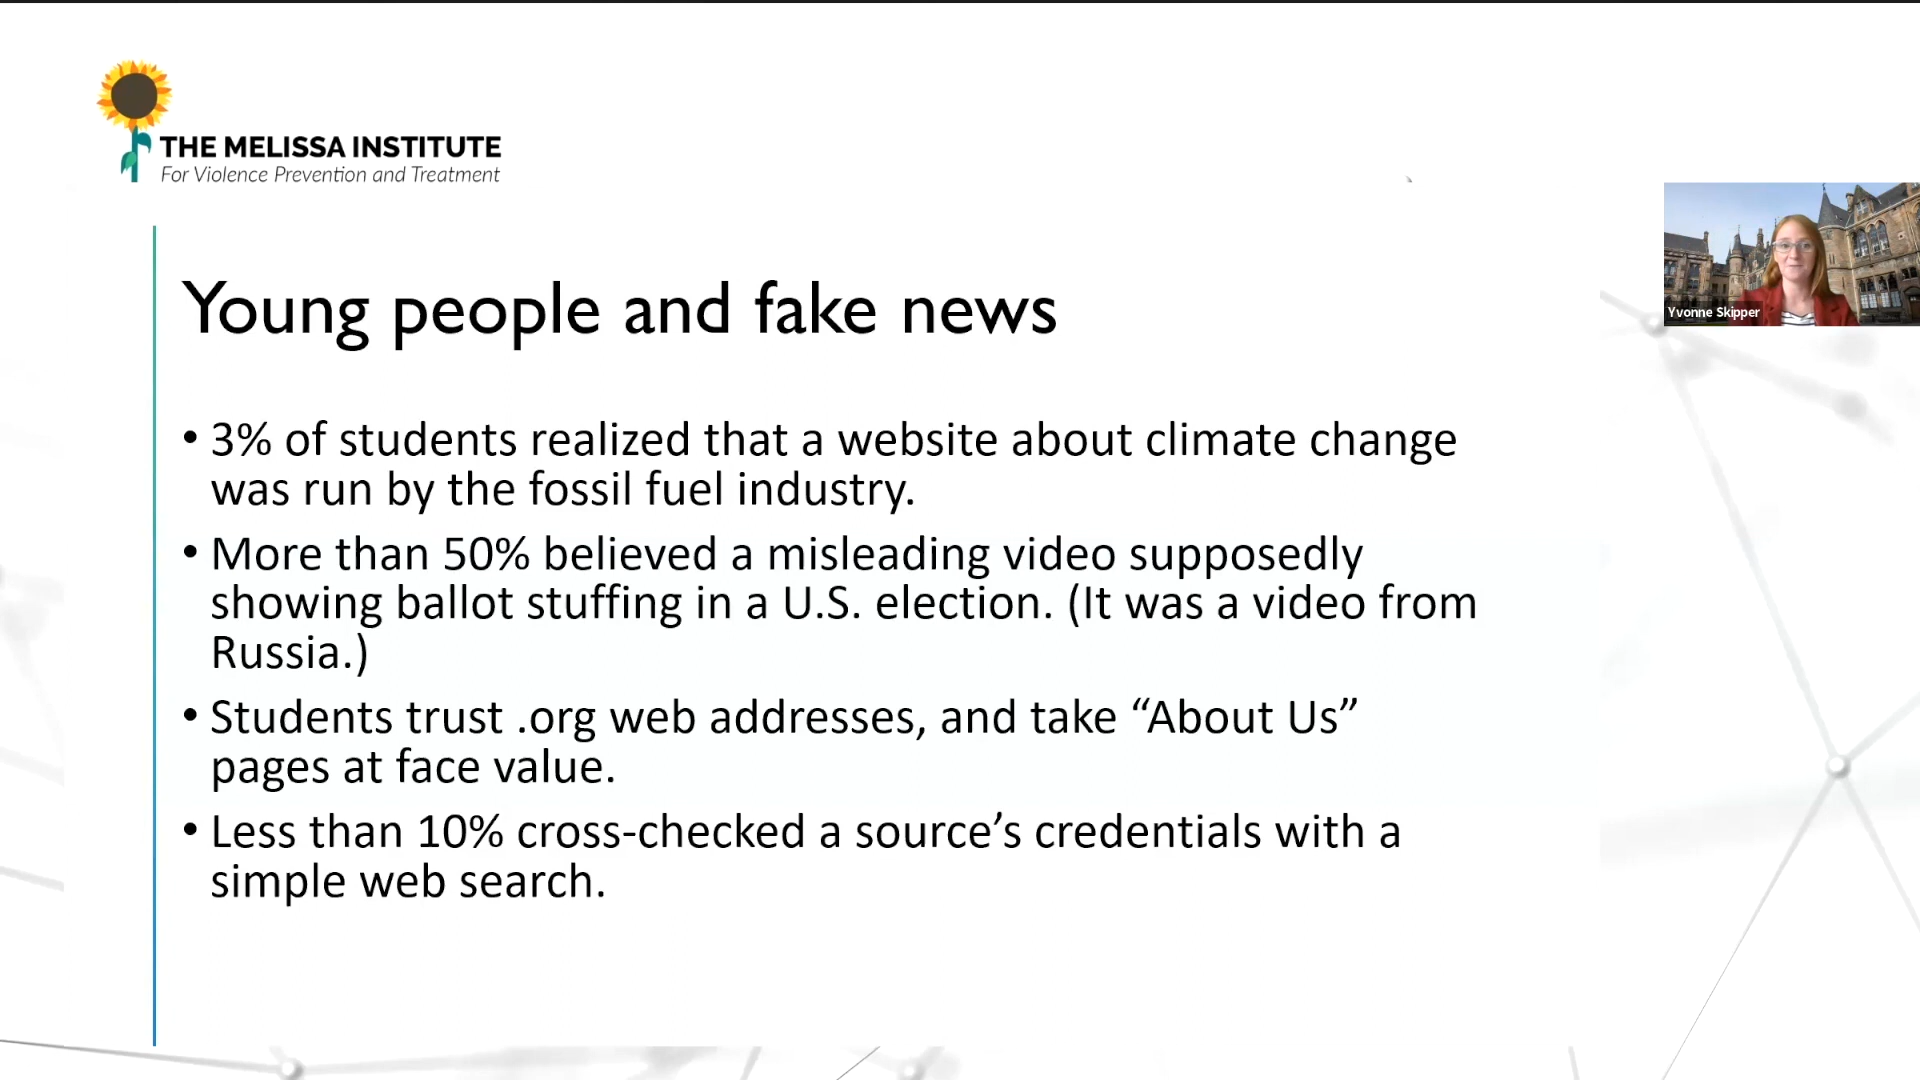 THE MELISSA INSTITUTE
For Violence Prevention and Treatment
Yvonne Skipper
Young people and fake news
• 3% of students realized that a website about climate change
was run by the fossil fuel industry.
• More than 50% believed a misleading video supposedly
showing ballot stuffing in a U.S. election. (It was a video from
Russia.)
• Students trust .org web addresses, and take “About Us”
pages at face value.
• Less than 10% cross-checked a source’s credentials with a
simple web search.